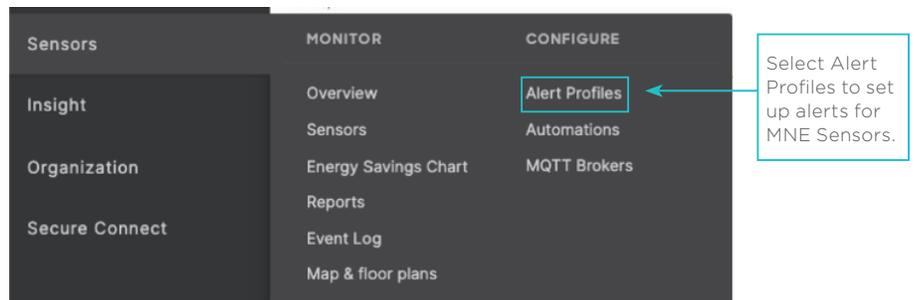 Sensors
Insight
Organization
Secure Connect
MONITOR
Overview
Sensors
Energy Savings Chart
Reports
Event Log
Map & floor plans
CONFIGURE
Alert Profiles
Automations
MQTT Brokers
Select Alert
Profiles to set
up alerts for
MNE Sensors.